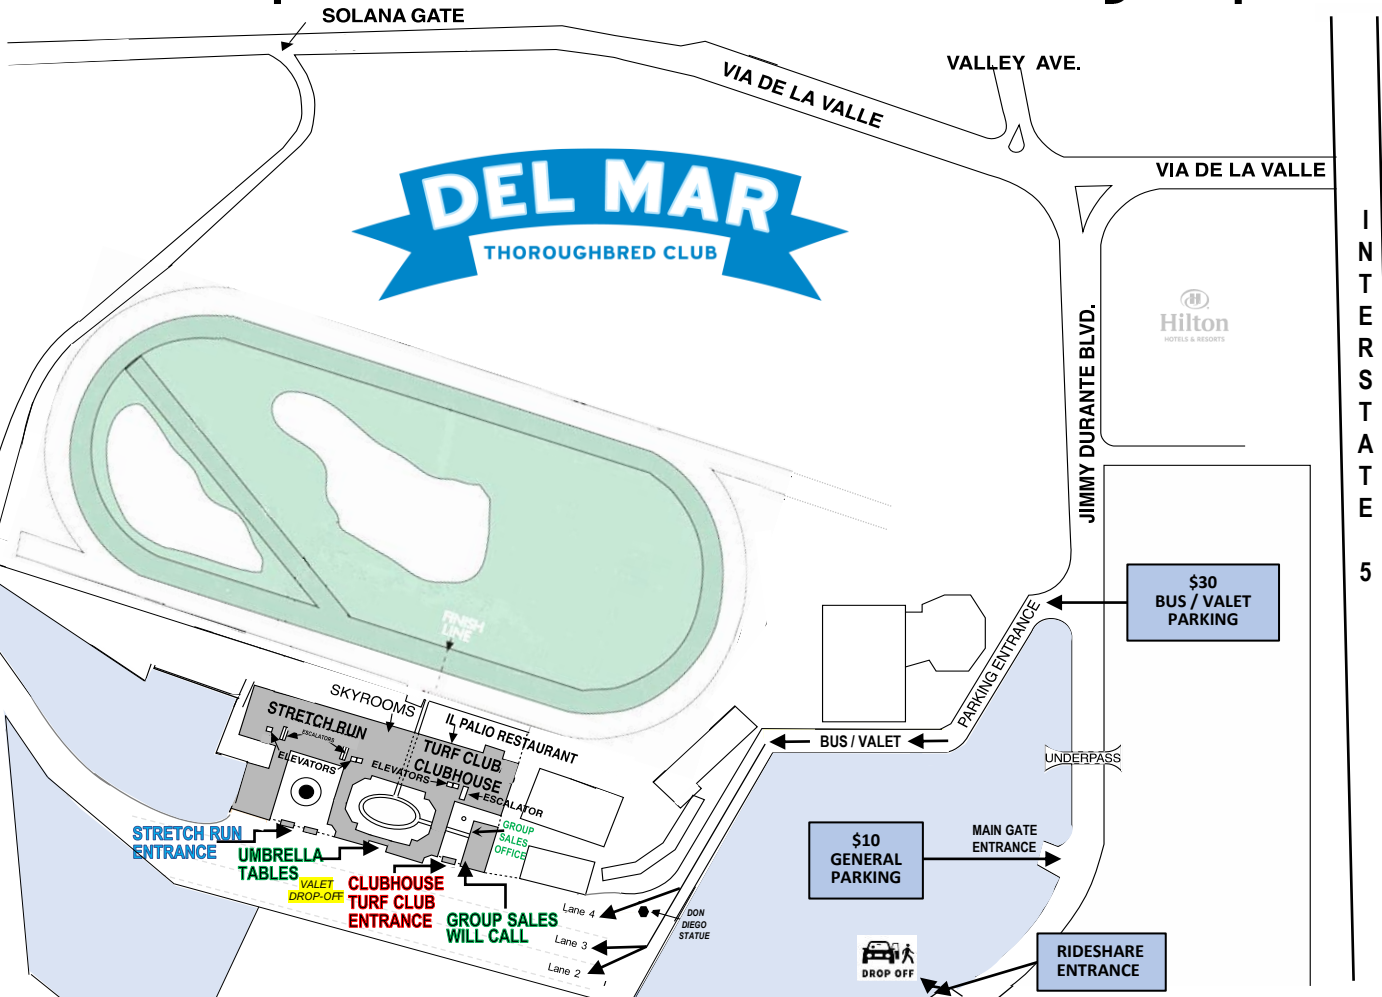 SOLANA GATE
VIA DE LA VALLE
VALLEY AVE.
VIA DE LA VALLE
DEL MAR
THOROUGHBRED CLUB
INTERSTATE 5
Hilton
HOTELS & RESORTS
JIMMY DURANTE BLVD.
$30
BUS / VALET
PARKING
PARKING ENTRANCE
FINISH
LINE
SKYROOMS
STRETCH RUN
ESCALATORS
ELEVATORS
IL PALIO RESTAURANT
TURF CLUB
CLUBHOUSE
ELEVATORS
ESCALATOR
BUS / VALET
UNDERPASS
GROUP
SALES
OFFICE
STRETCH RUN
ENTRANCE
UMBRELLA
TABLES
VALET
DROP-OFF
CLUBHOUSE
TURF CLUB
ENTRANCE
GROUP SALES
WILL CALL
MAIN GATE
ENTRANCE
$10
GENERAL
PARKING
Lane 4
Lane 3
Lane 2
DON
DIEGO
STATUE
DROP OFF
RIDESHARE
ENTRANCE